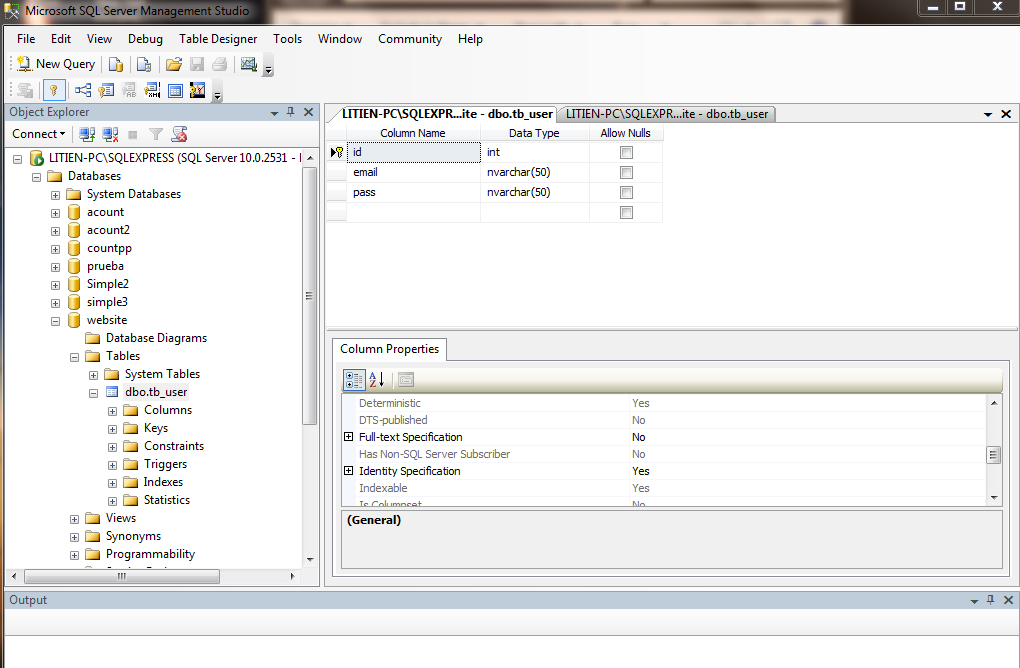 Microsoft SQL Server Management Studio
File Edit View Debug Table Designer Tools Window Community Help
New Query
Object Explorer
Connect
LITIEN-PC\SQLEXPRESS (SQL Server 10.0.2531 -
Databases
System Databases
acount
acount2
countpp
prueba
Simple2
simple3
website
Database Diagrams
Tables
System Tables
dbo.tb_user
Columns
Keys
Constraints
Triggers
Indexes
Statistics
Views
Synonyms
Programmability
LITIEN-PC\SQLEXPR...ite - dbo.tb_user LITIEN-PC\SQLEXPR...ite - dbo.tb_user
Column Name Data Type Allow Nulls
id int
email nvarchar(50)
pass nvarchar(50)
Column Properties
Deterministic Yes
DTS-published No
Full-text Specification No
Has Non-SQL Server Subscriber No
Identity Specification Yes
Indexable Yes
Is Columnset No
(General)
Output